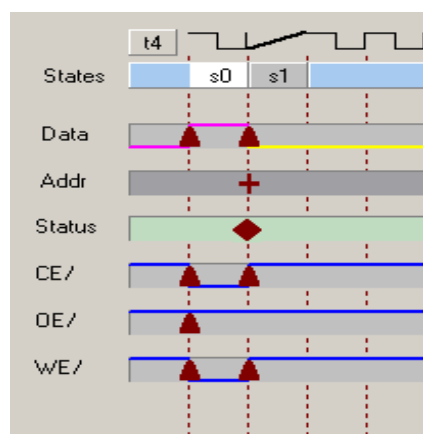 t4
States s0 s1
Data
Addr
Status
CE/
OE/
WE/